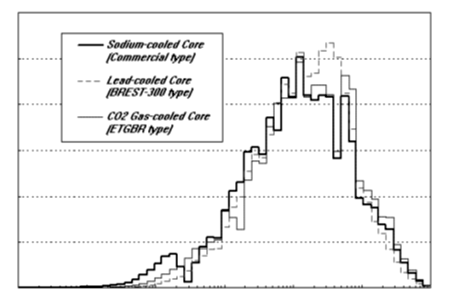 Sodium-cooled Core
(Commercial type)
Lead-cooled Core
(BREST-300 type)
CO2 Gas-cooled Core
(ETGBR type)